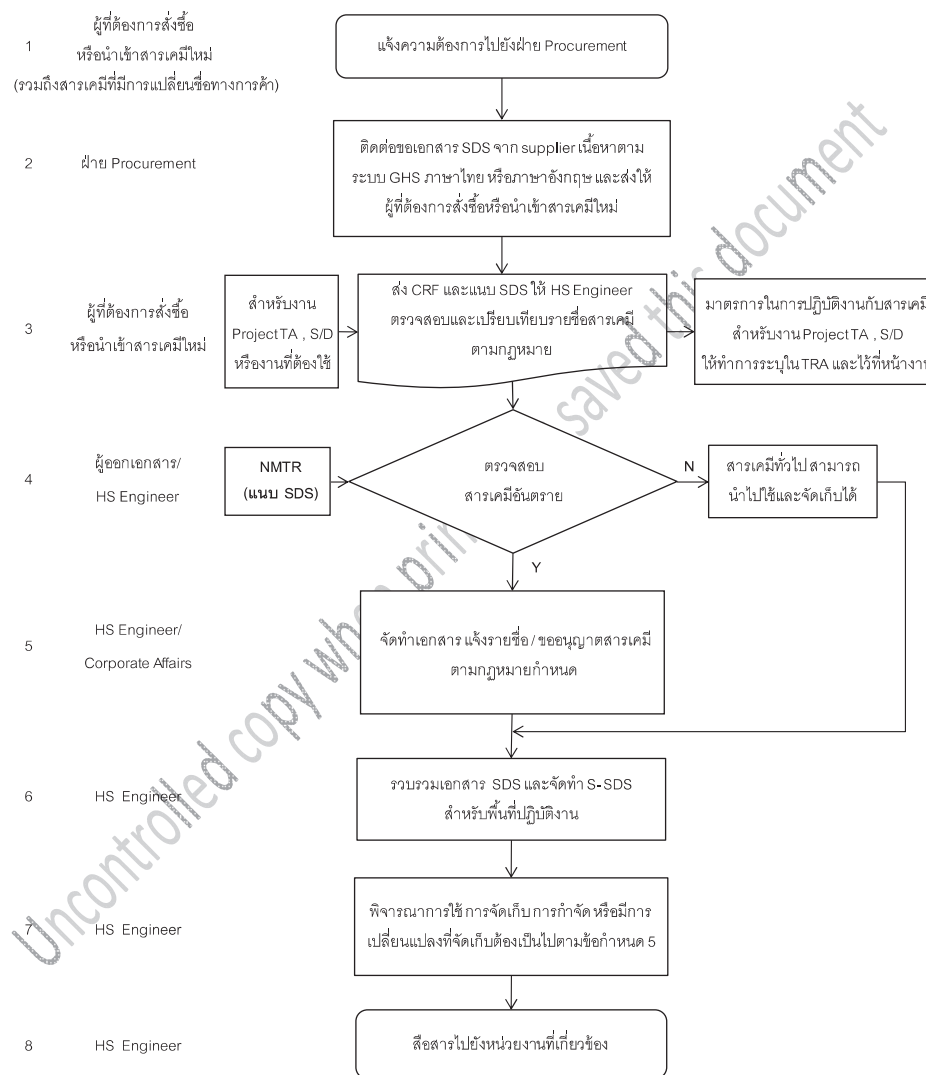 ผู้ที่ต้องการสั่งซื้อ
1
หรือนำเข้าสารเคมีใหม่
(รวมถึงสารเคมีที่มีการเปลี่ยนชื่อทางการค้า)
แจ้งความต้องการไปยังฝ่าย Procurement
2
ฝ่าย Procurement
ติดต่อขอเอกสาร SDS จาก supplier เนื้อหาตาม
ระบบ GHS ภาษาไทย หรือภาษาอังกฤษ และส่งให้
ผู้ที่ต้องการสั่งซื้อหรือนำเข้าสารเคมีใหม่
3
ผู้ที่ต้องการสั่งซื้อ
หรือนำเข้าสารเคมีใหม่
สำหรับงาน
Project TA , S/D
หรืองานที่ต้องใช้
ส่ง CRF และแนบ SDS ให้ HS Engineer
ตรวจสอบและเปรียบเทียบรายชื่อสารเคมี
ตามกฎหมาย
มาตรการในการปฏิบัติงานกับสารเคมี
สำหรับงาน Project TA , S/D
ให้ทำการระบุใน TRA และไว้ที่หน้างาน
4
ผู้ออกเอกสาร/
HS Engineer
NMTR
(แนบ SDS)
ตรวจสอบ
สารเคมีอันตราย
N
สารเคมีทั่วไป สามารถ
นำไปใช้และจัดเก็บได้
Y
5
HS Engineer/
Corporate Affairs
จัดทำเอกสาร แจ้งรายชื่อ / ขออนุญาตสารเคมี
ตามกฎหมายกำหนด
6
HS Engineer
รวบรวมเอกสาร SDS และจัดทำ S-SDS
สำหรับพื้นที่ปฏิบัติงาน
7
HS Engineer
พิจารณาการใช้ การจัดเก็บ การกำจัด หรือมีการ
เปลี่ยนแปลงที่จัดเก็บต้องเป็นไปตามข้อกำหนด 5
8
HS Engineer
สื่อสารไปยังหน่วยงานที่เกี่ยวข้อง
Uncontrolled copy when prin saved this document